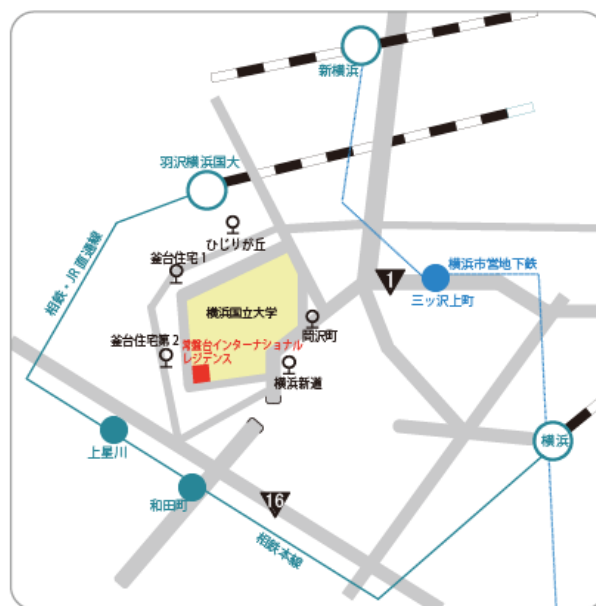 新横浜
羽沢横浜国大
ひじりが丘
釜台住宅1
相鉄・JR直通線
横浜市営地下鉄
1
三ッ沢上町
横浜国立大学
岡沢町
釜台住宅第2
常盤台インターナショナル
レジデンス
横浜新道
上星川
横浜
和田町
16
相鉄本線